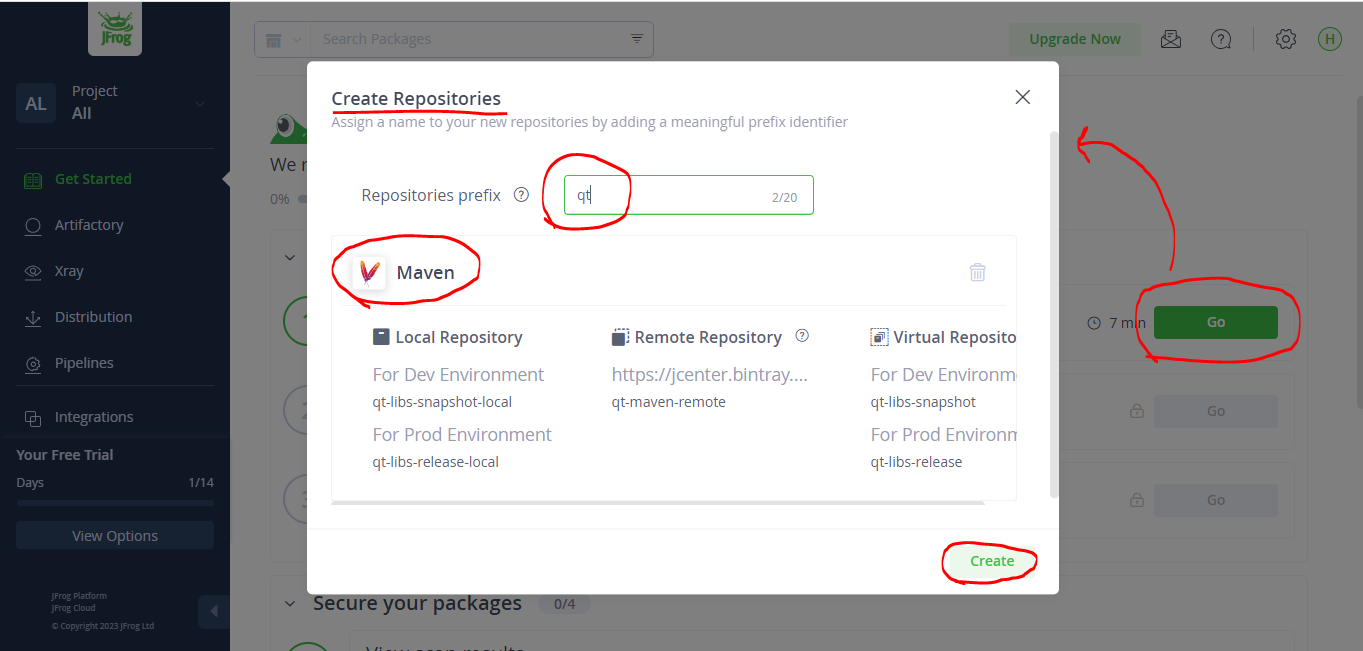 JFrog
Search Packages
Upgrade Now
H
AL
Project
All
Get Started
Artifactory
Xray
Distribution
Pipelines
Integrations
Your Free Trial
Days 1/14
View Options
JFrog Platform
JFrog Cloud
© Copyright 2023 JFrog Ltd
We r
0%
Create Repositories
Assign a name to your new repositories by adding a meaningful prefix identifier
Repositories prefix ? qt 2/20
Maven
Local Repository
For Dev Environment
qt-libs-snapshot-local
For Prod Environment
qt-libs-release-local
Remote Repository ?
https://jcenter.bintray....
qt-maven-remote
Virtual Reposito
For Dev Environm
qt-libs-snapshot
For Prod Environm
qt-libs-release
Create
7 min Go
Go
Go
Secure your packages 0/4